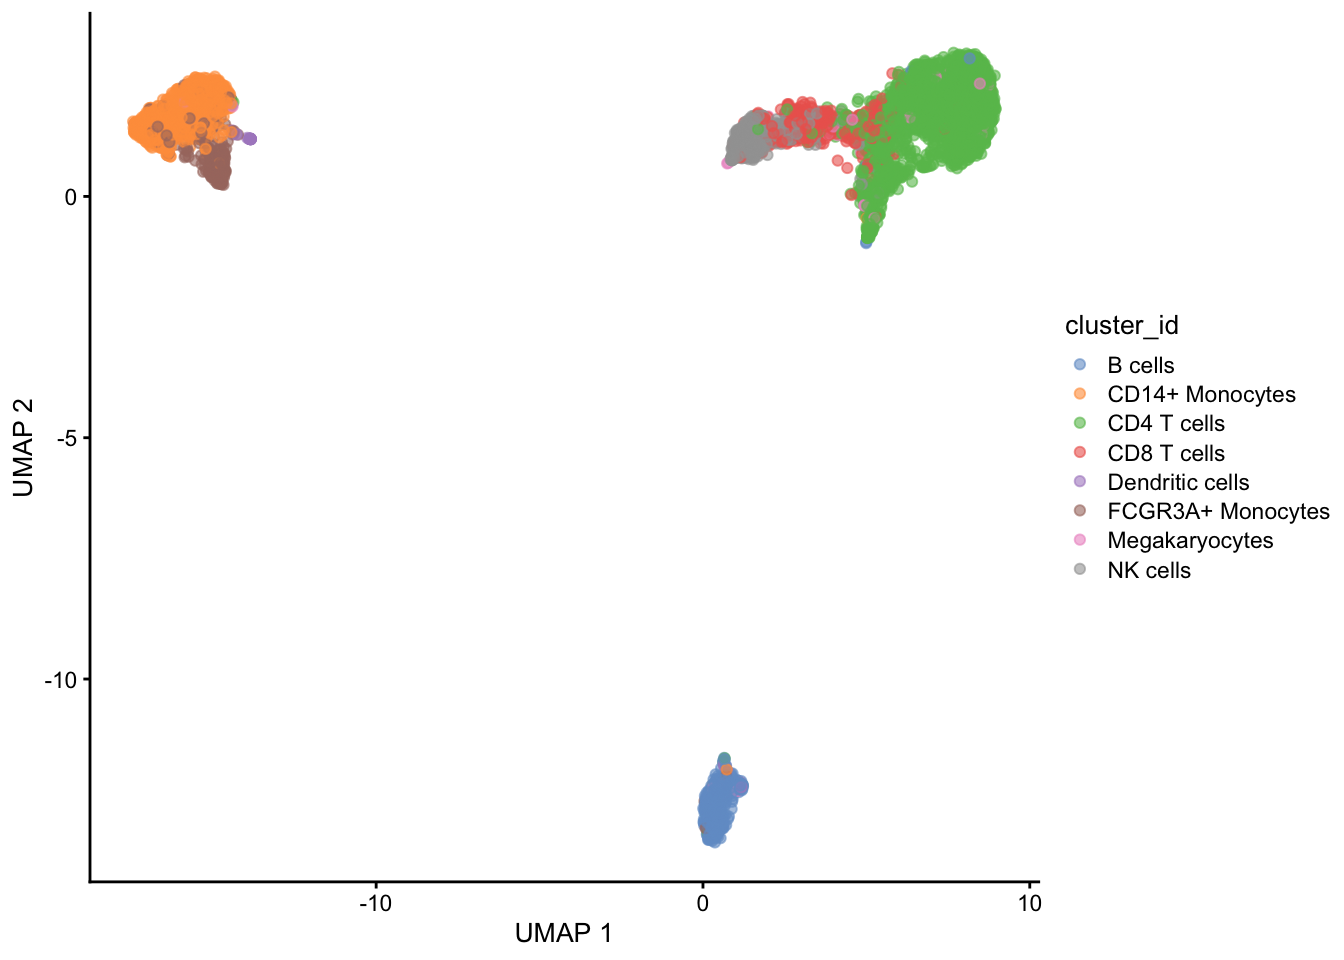 0
-5
-10
UMAP 2
-10
0
10
UMAP 1
cluster_id
B cells
CD14+ Monocytes
CD4 T cells
CD8 T cells
Dendritic cells
FCGR3A+ Monocytes
Megakaryocytes
NK cells